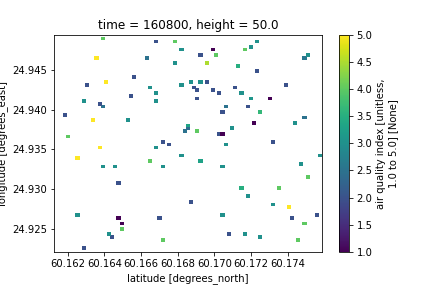 time = 160800, height = 50.0
24.945
24.940
24.935
24.930
24.925
longitude [degrees_east]
60.162 60.164 60.166 60.168 60.170 60.172 60.174
latitude [degrees_north]
5.0
4.5
4.0
3.5
3.0
2.5
2.0
1.5
1.0
air quality index [unitless,
1.0 to 5.0] [None]